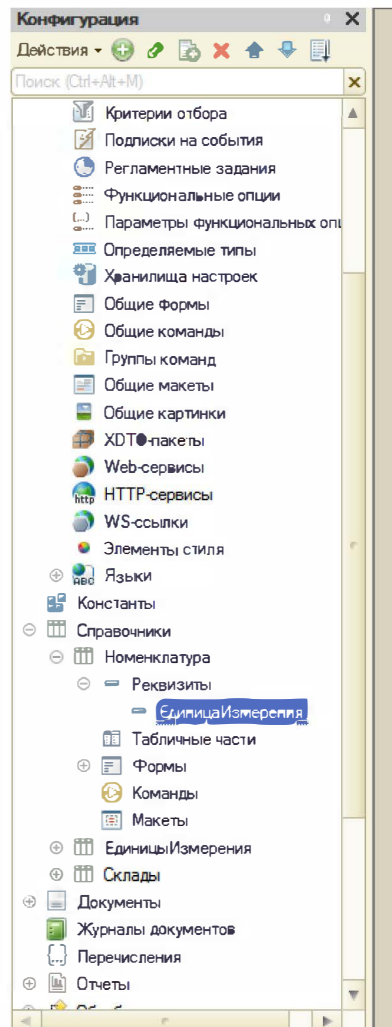 Конфигурация
Действия
Поиск (Ctrl+Alt+M)
Критерии отбора
Подписки на события
Регламентные задания
Функциональные опции
Параметры функциональных опц
Определяемые типы
Хранилища настроек
Общие формы
Общие команды
Группы команд
Общие макеты
Общие картинки
XDTO-пакеты
Web-сервисы
HTTP-сервисы
WS-ссылки
Элементы стиля
Языки
Константы
Справочники
Номенклатура
Реквизиты
ЕдиницаИзмерения
Табличные части
Формы
Команды
Макеты
ЕдиницыИзмерения
Склады
Документы
Журналы документов
Перечисления
Отчеты